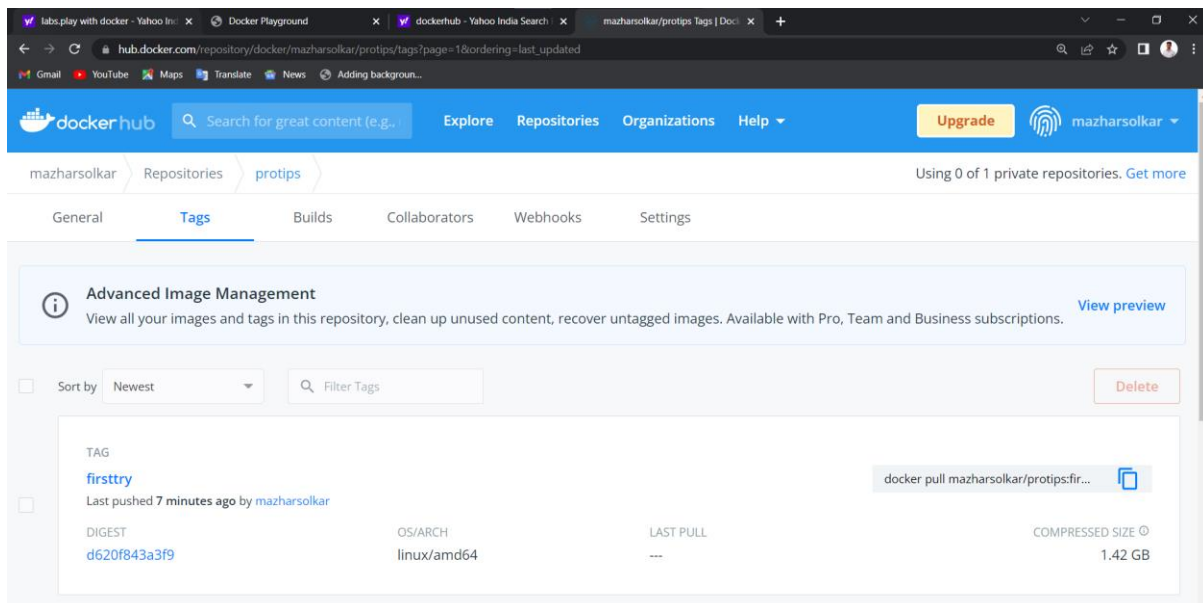 labs.play with docker - Yahoo Ind
Docker Playground
dockerhub - Yahoo India Search
mazharsolkar/protips Tags | Doc
hub.docker.com/repository/docker/mazharsolkar/protips/tags?page=1&ordering=last_updated
Gmail YouTube Maps Translate News Adding backgroun...
dockerhub Search for great content (e.g., Explore Repositories Organizations Help Upgrade mazharsolkar
mazharsolkar Repositories protips Using 0 of 1 private repositories. Get more
General Tags Builds Collaborators Webhooks Settings
Advanced Image Management
View all your images and tags in this repository, clean up unused content, recover untagged images. Available with Pro, Team and Business subscriptions.
View preview
Sort by Newest Filter Tags Delete
TAG
firsttry
docker pull mazharsolkar/protips:fir...
Last pushed 7 minutes ago by mazharsolkar
DIGEST OS/ARCH LAST PULL COMPRESSED SIZE
d620f843a3f9 linux/amd64 --- 1.42 GB